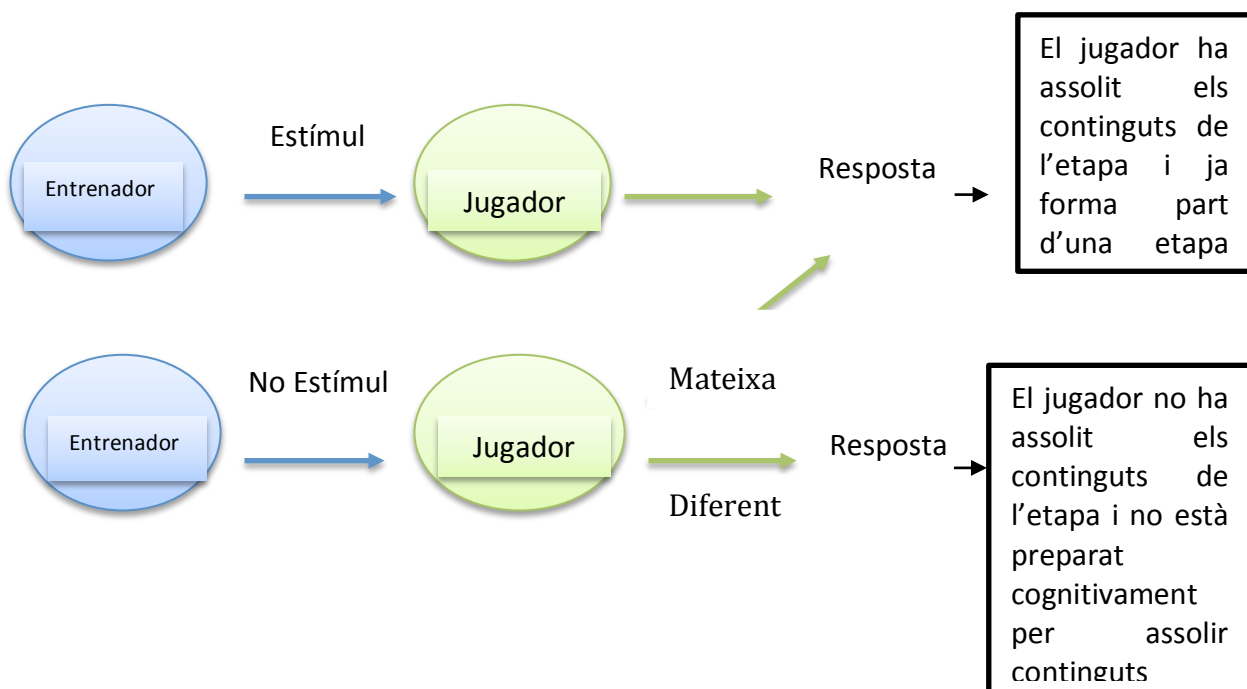 Estímul
Entrenador
Jugador
Resposta
El jugador ha
assolit els
continguts de
l'etapa i ja
forma part
d'una etapa
No Estímul
Entrenador
Jugador
Mateixa
Diferent
Resposta
El jugador no ha
assolit els
continguts de
l'etapa i no està
preparat
cognitivament
per assolir
continguts